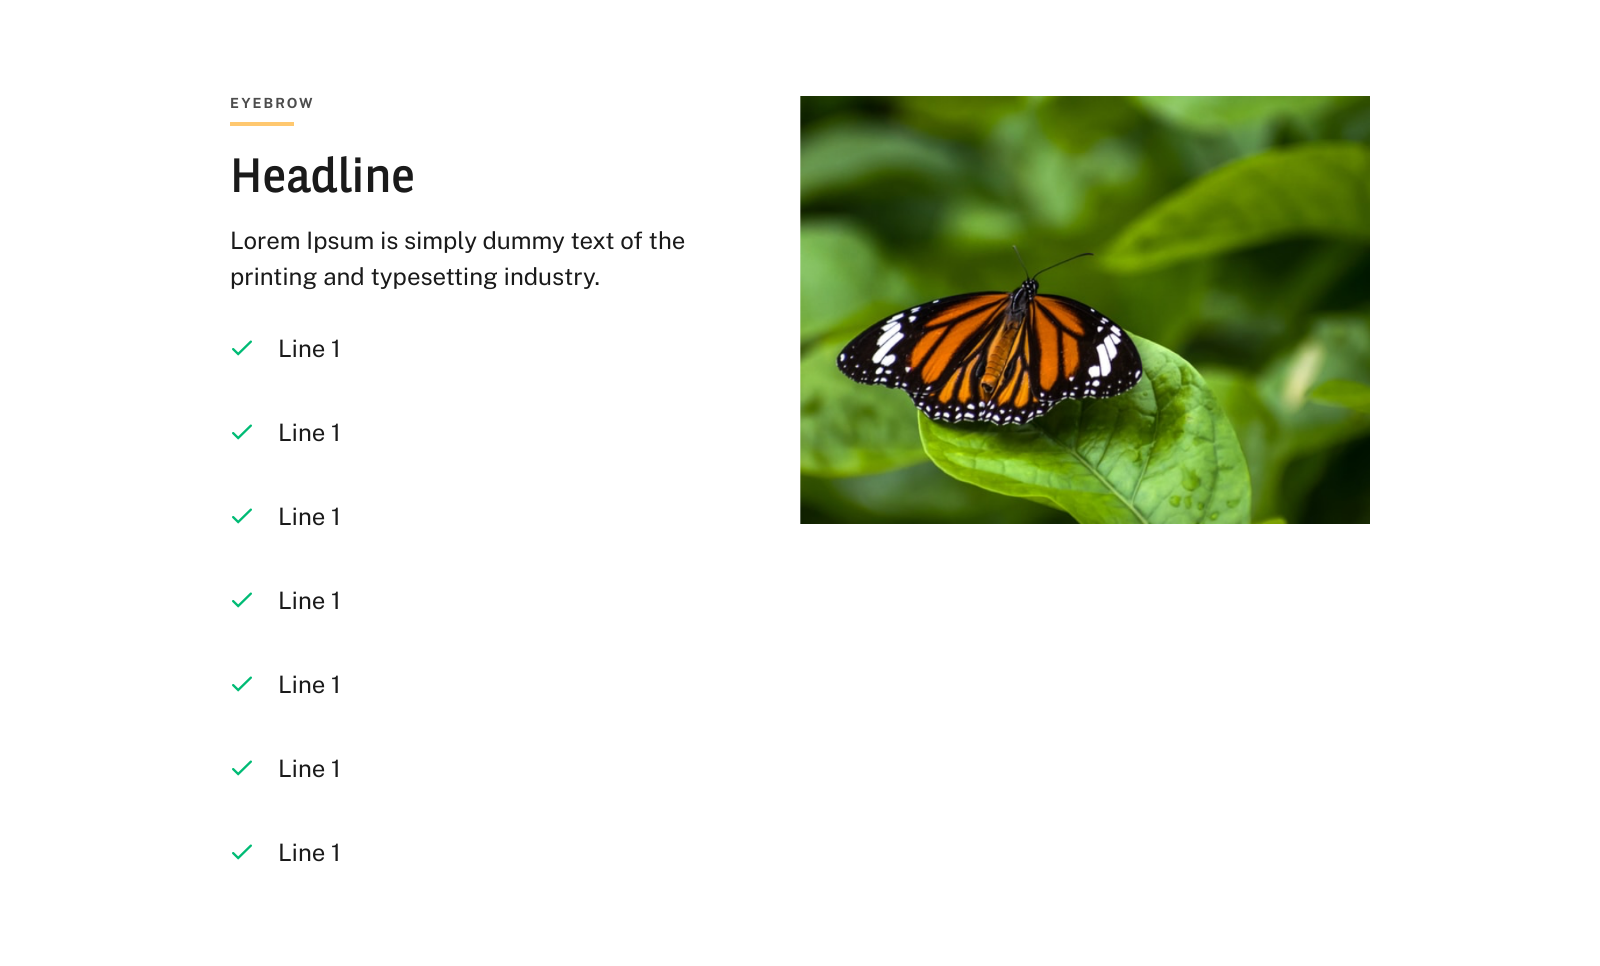 EYEBROW
Headline
Lorem Ipsum is simply dummy text of the
printing and typesetting industry.
Line 1
Line 1
Line 1
Line 1
Line 1
Line 1
Line 1